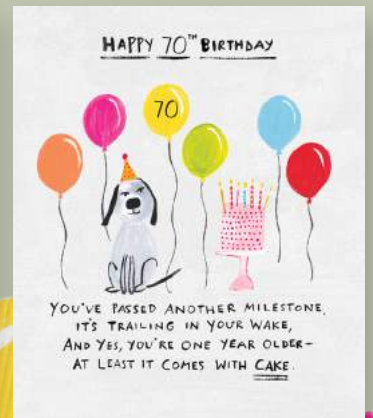 HAPPY 70TH BIRTHDAY
70
YOU'VE PASSED ANOTHER MILESTONE,
IT'S TRAILING IN YOUR WAKE,
AND YES, YOU'RE ONE YEAR OLDER-
AT LEAST IT COMES WITH CAKE.